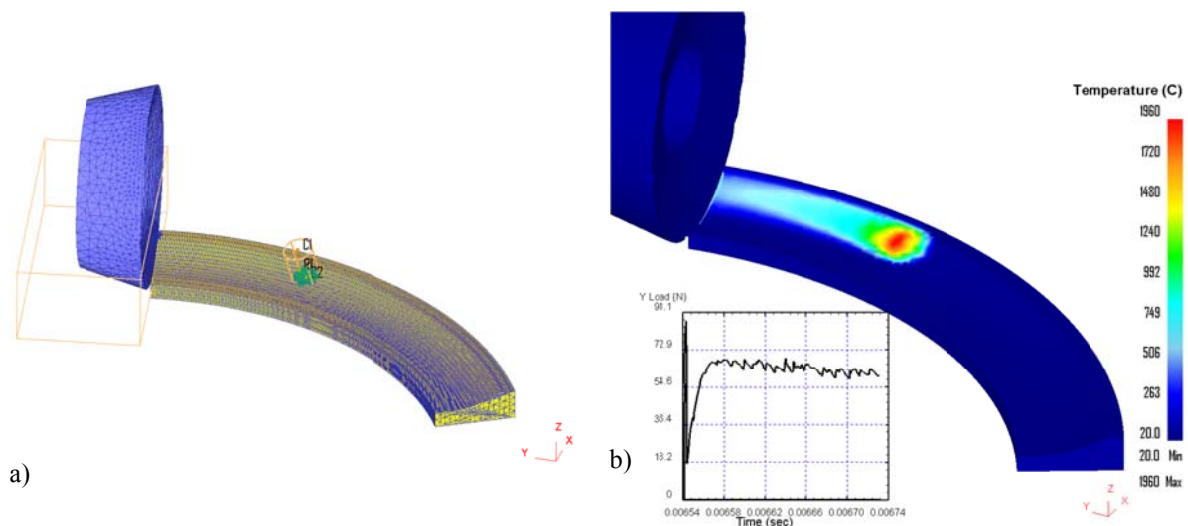 C1
Z
X
Y
a)
Temperature (C)
1960
1720
1480
1240
992
749
506
263
20.0
20.0 Min
1960 Max
Y Load (N)
91.1
72.9
54.6
36.4
18.2
0
0.00654 0.00658 0.00662 0.00666 0.00670 0.00674
Time (sec)
Z
X
Y
b)